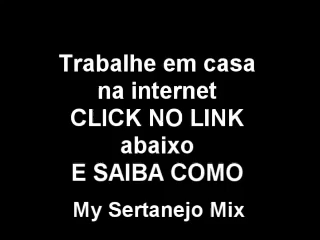 Trabalhe em casa
na internet
CLICK NO LINK
abaixo
E SAIBA COMO
My Sertanejo Mix